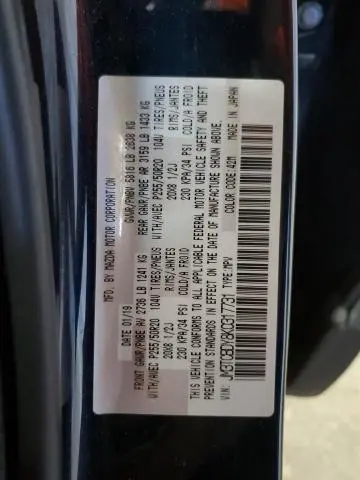 MFD. BY MAZDA MOTOR CORPORATION
DATE 01/19 GVWR/PNBV 5816 LB 2638 KG
FRONT GAWR/PNBE AV 2736 LB 1241 KG REAR GAWR/PNBE AR 3159 LB 1433 KG
WITH/AVEC P255/50R20 104V TIRES/PNEUS WITH/AVEC P255/50R20 104V TIRES/PNEUS
20X8 1/2J RIMS/JANTES 20X8 1/2J RIMS/JANTES
230 KPA/34 PSI COLD/A FROID 230 KPA/34 PSI COLD/A FROID
THIS VEHICLE CONFORMS TO ALL APPLICABLE FEDERAL MOTOR VEHICLE SAFETY AND THEFT
PREVENTION STANDARDS IN EFFECT ON THE DATE OF MANUFACTURE SHOWN ABOVE.
VIN: TYPE: MPV COLOR CODE: 42M MADE IN JAPAN